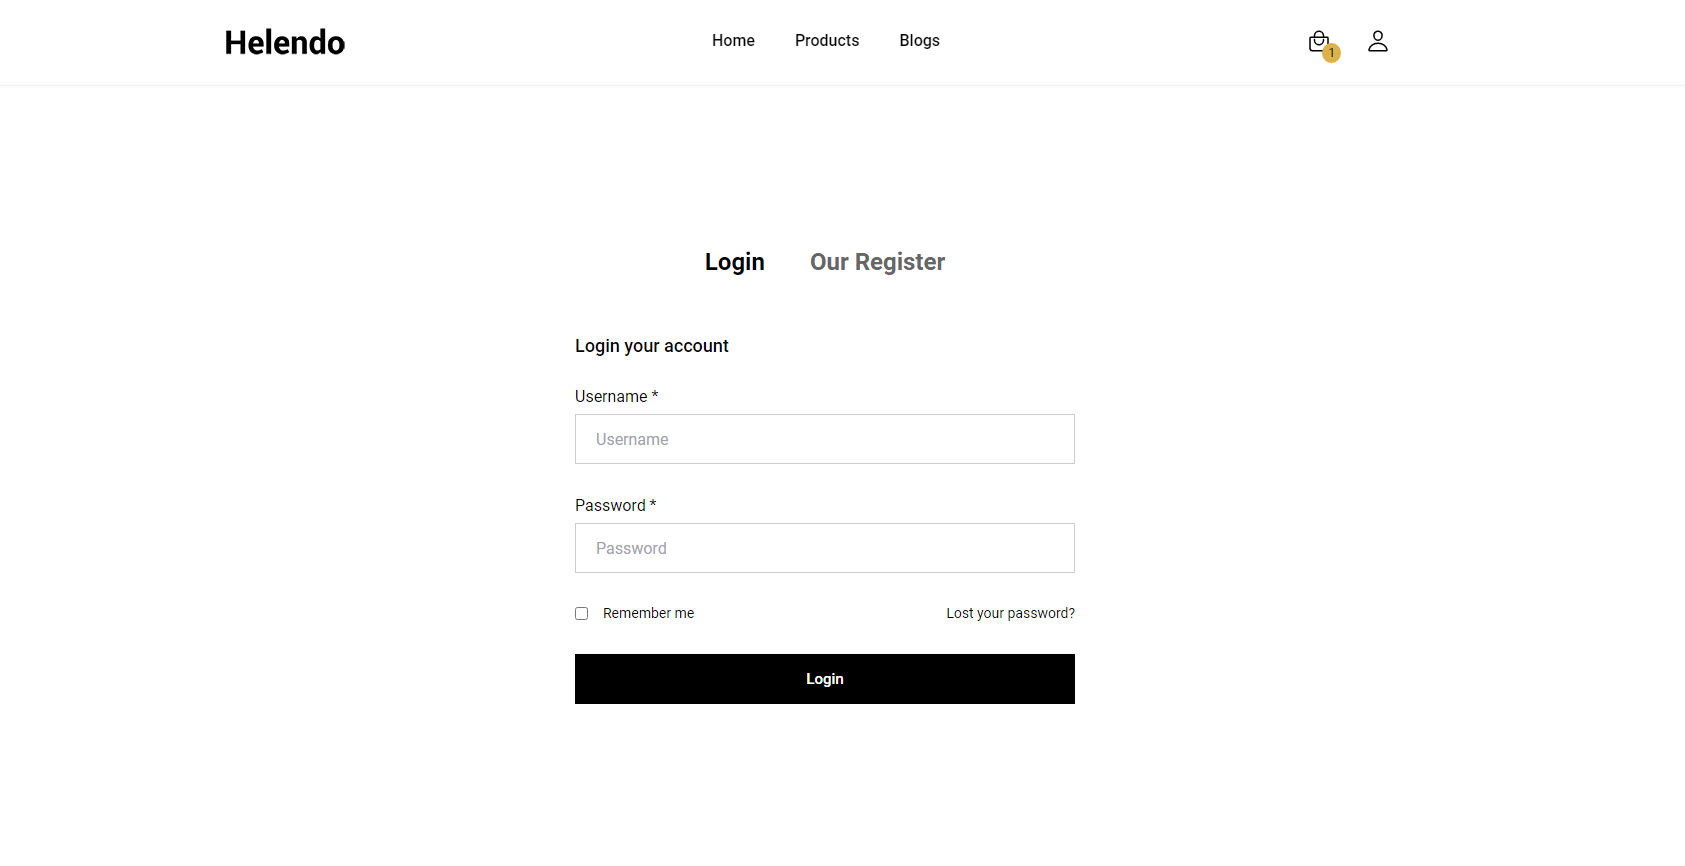 Helendo
Home Products Blogs
1
Login Our Register
Login your account
Username *
Username
Password *
Password
Remember me Lost your password?
Login